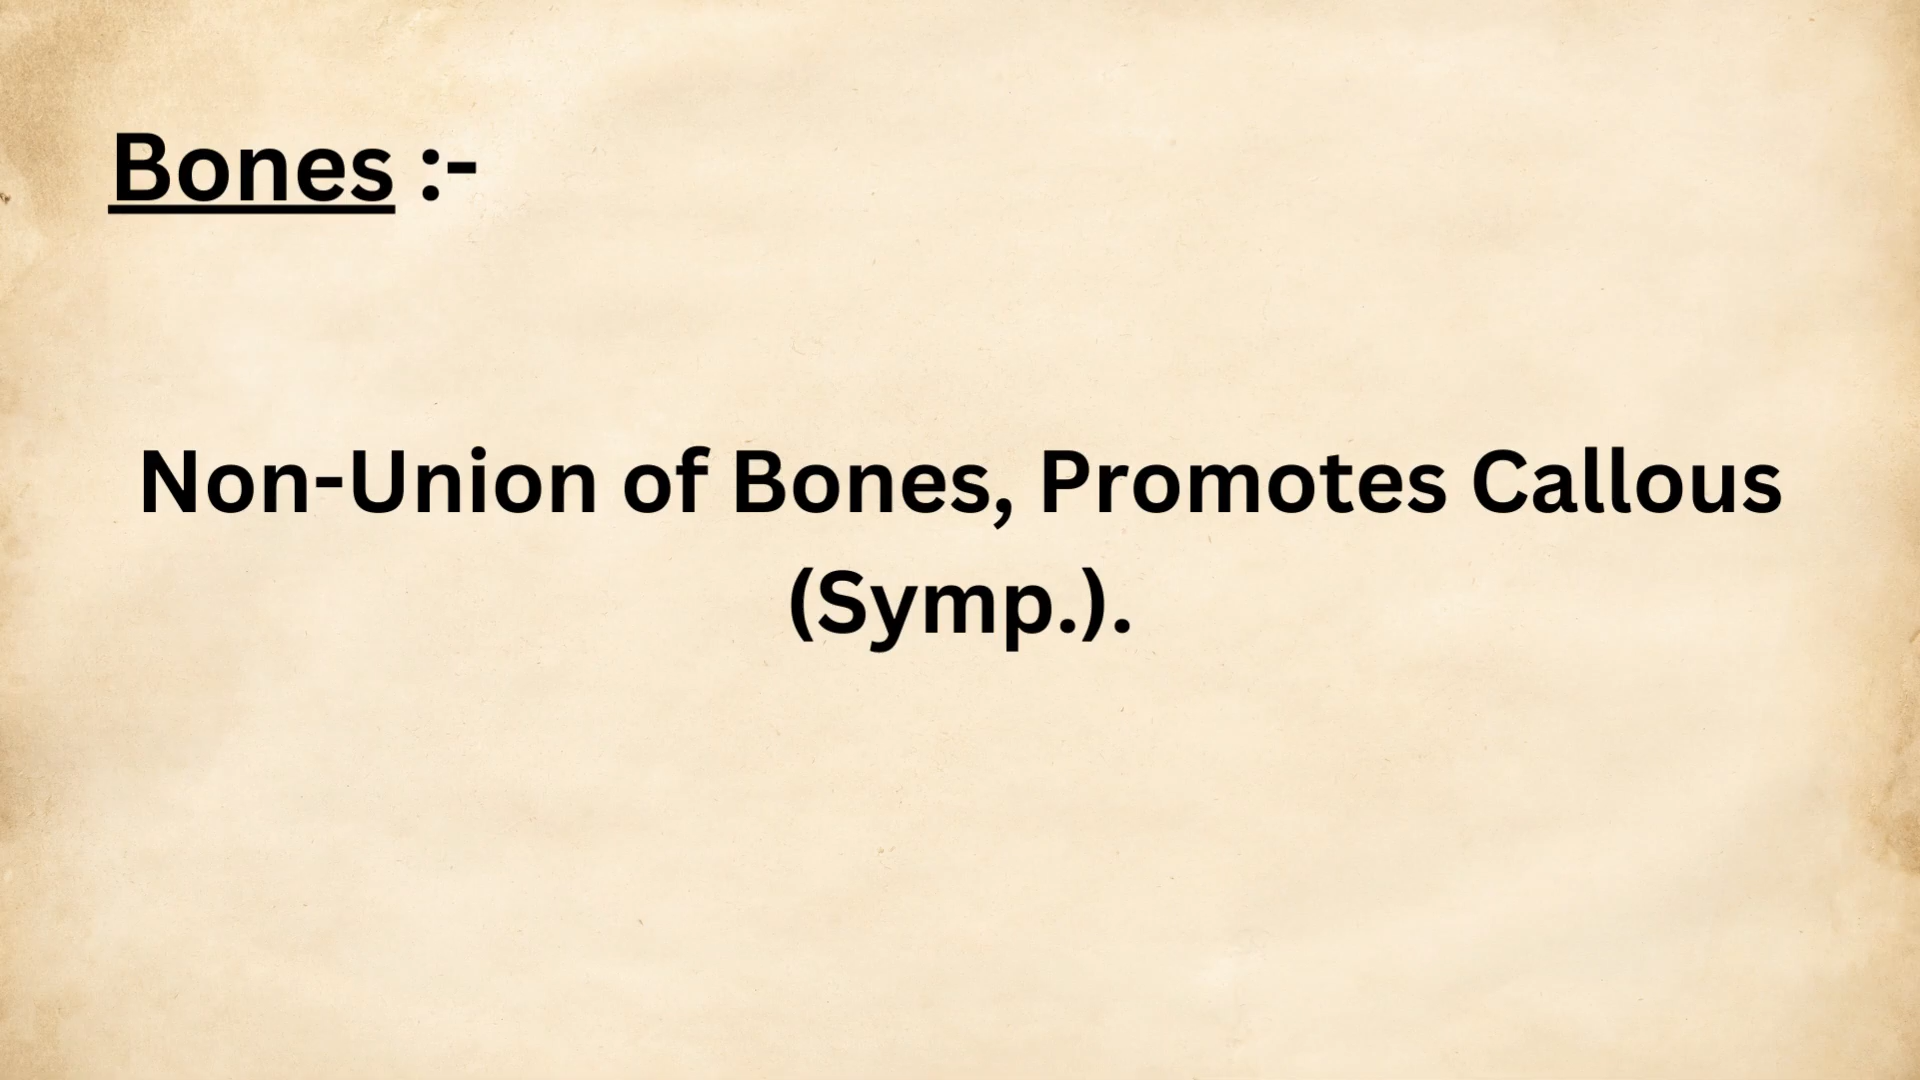 Bones :-
Non-Union of Bones, Promotes Callous
(Symp.).